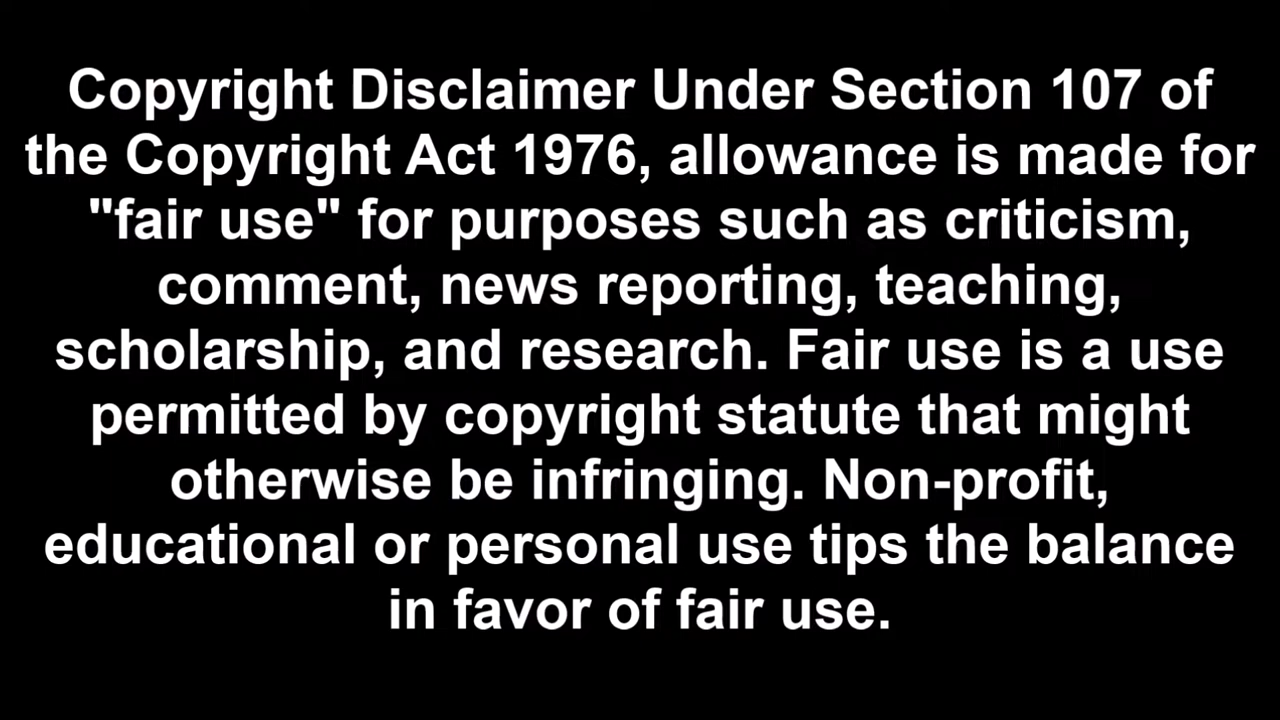 Copyright Disclaimer Under Section 107 of
the Copyright Act 1976, allowance is made for
"fair use" for purposes such as criticism,
comment, news reporting, teaching,
scholarship, and research. Fair use is a use
permitted by copyright statute that might
otherwise be infringing. Non-profit,
educational or personal use tips the balance
in favor of fair use.